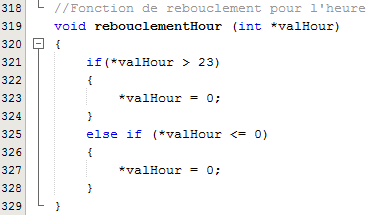 318 //Fonction de rebouclement pour l'heure
319 void rebouclementHour (int *valHour)
320 {
321 if(*valHour > 23)
322 {
323 *valHour = 0;
324 }
325 else if (*valHour <= 0)
326 {
327 *valHour = 0;
328 }
329 }